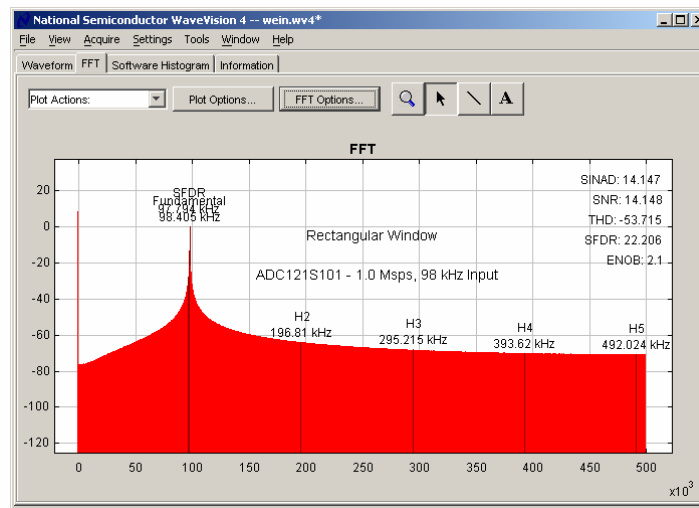 National Semiconductor WaveVision 4 -- wein.wv4*
File View Acquire Settings Tools Window Help
Waveform FFT Software Histogram Information
Plot Actions: Plot Options... FFT Options... A
FFT
SFDR
Fundamental
97.794 kHz
98.405 kHz
SINAD: 14.147
SNR: 14.148
THD: -53.715
SFDR: 22.206
ENOB: 2.1
Rectangular Window
ADC121S101 - 1.0 Msps, 98 kHz Input
H2
196.81 kHz
H3
295.215 kHz
H4
393.62 kHz
H5
492.024 kHz
20
0
-20
-40
-60
-80
-100
-120
0 50 100 150 200 250 300 350 400 450 500
x10^3